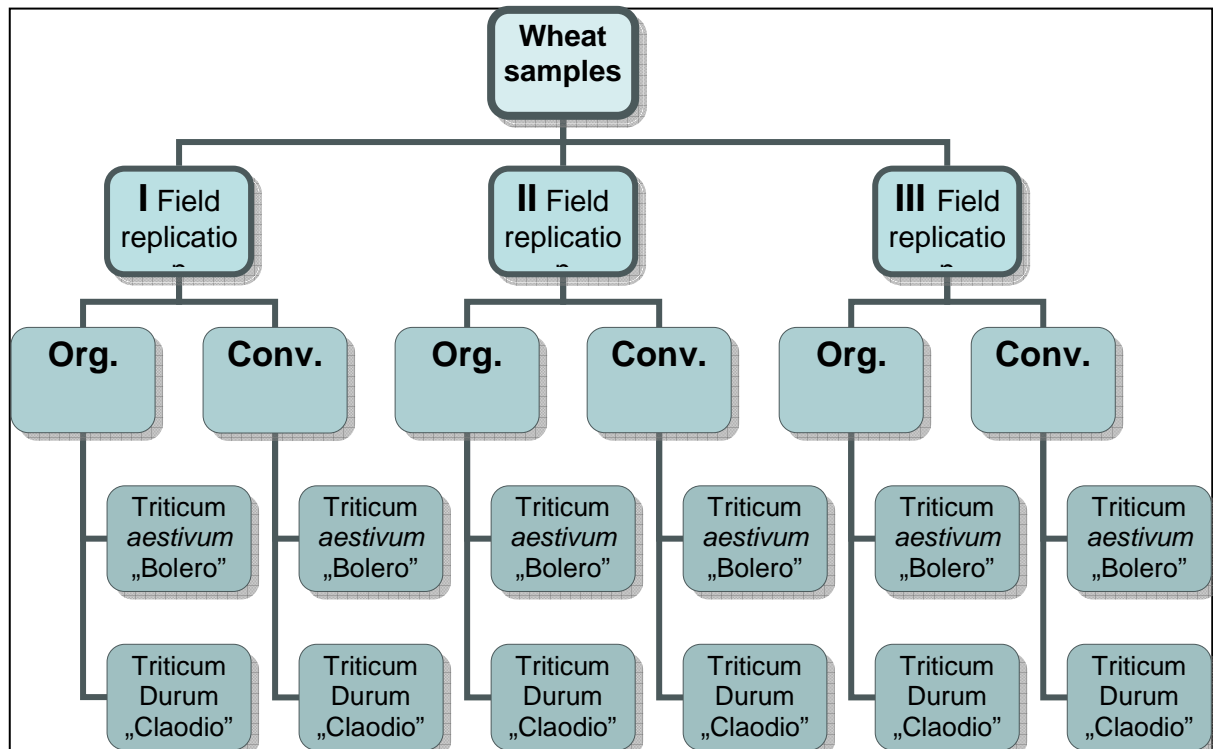 Wheat
samples
I Field
replicatio
n
II Field
replicatio
n
III Field
replicatio
n
Org.
Conv.
Org.
Conv.
Org.
Conv.
Triticum
aestivum
„Bolero”
Triticum
aestivum
„Bolero”
Triticum
aestivum
„Bolero”
Triticum
aestivum
„Bolero”
Triticum
aestivum
„Bolero”
Triticum
aestivum
„Bolero”
Triticum
Durum
„Claodio”
Triticum
Durum
„Claodio”
Triticum
Durum
„Claodio”
Triticum
Durum
„Claodio”
Triticum
Durum
„Claodio”
Triticum
Durum
„Claodio”